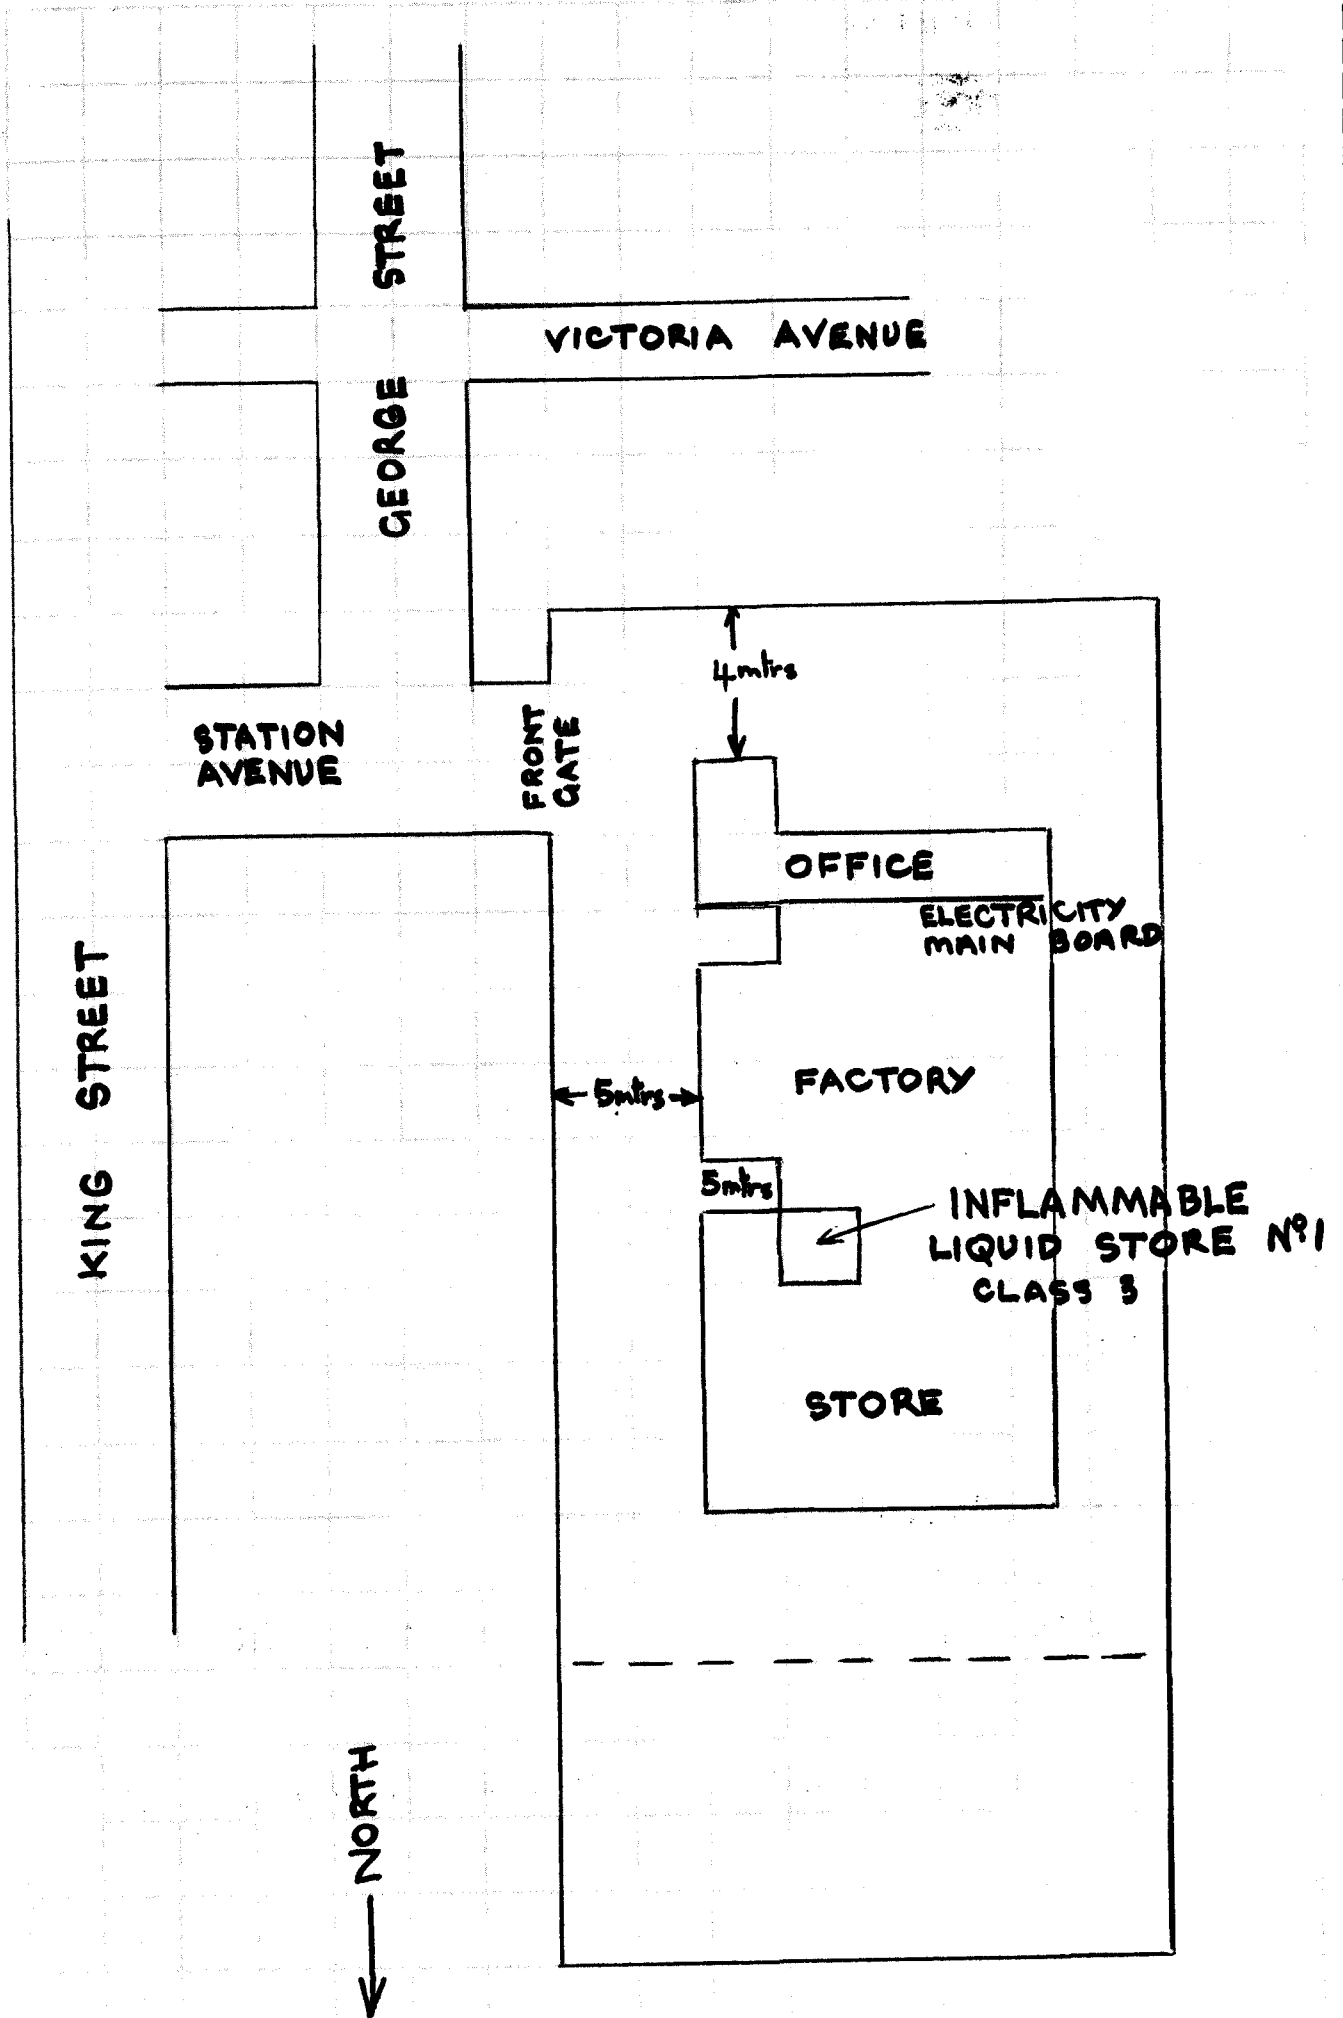 GEORGE STREET
VICTORIA AVENUE
4mtrs
STATION
AVENUE
FRONT
GATE
OFFICE
ELECTRICITY
MAIN BOARD
KING STREET
FACTORY
5mtrs
5mtrs
INFLAMMABLE
LIQUID STORE Nº1
CLASS 3
STORE
NORTH